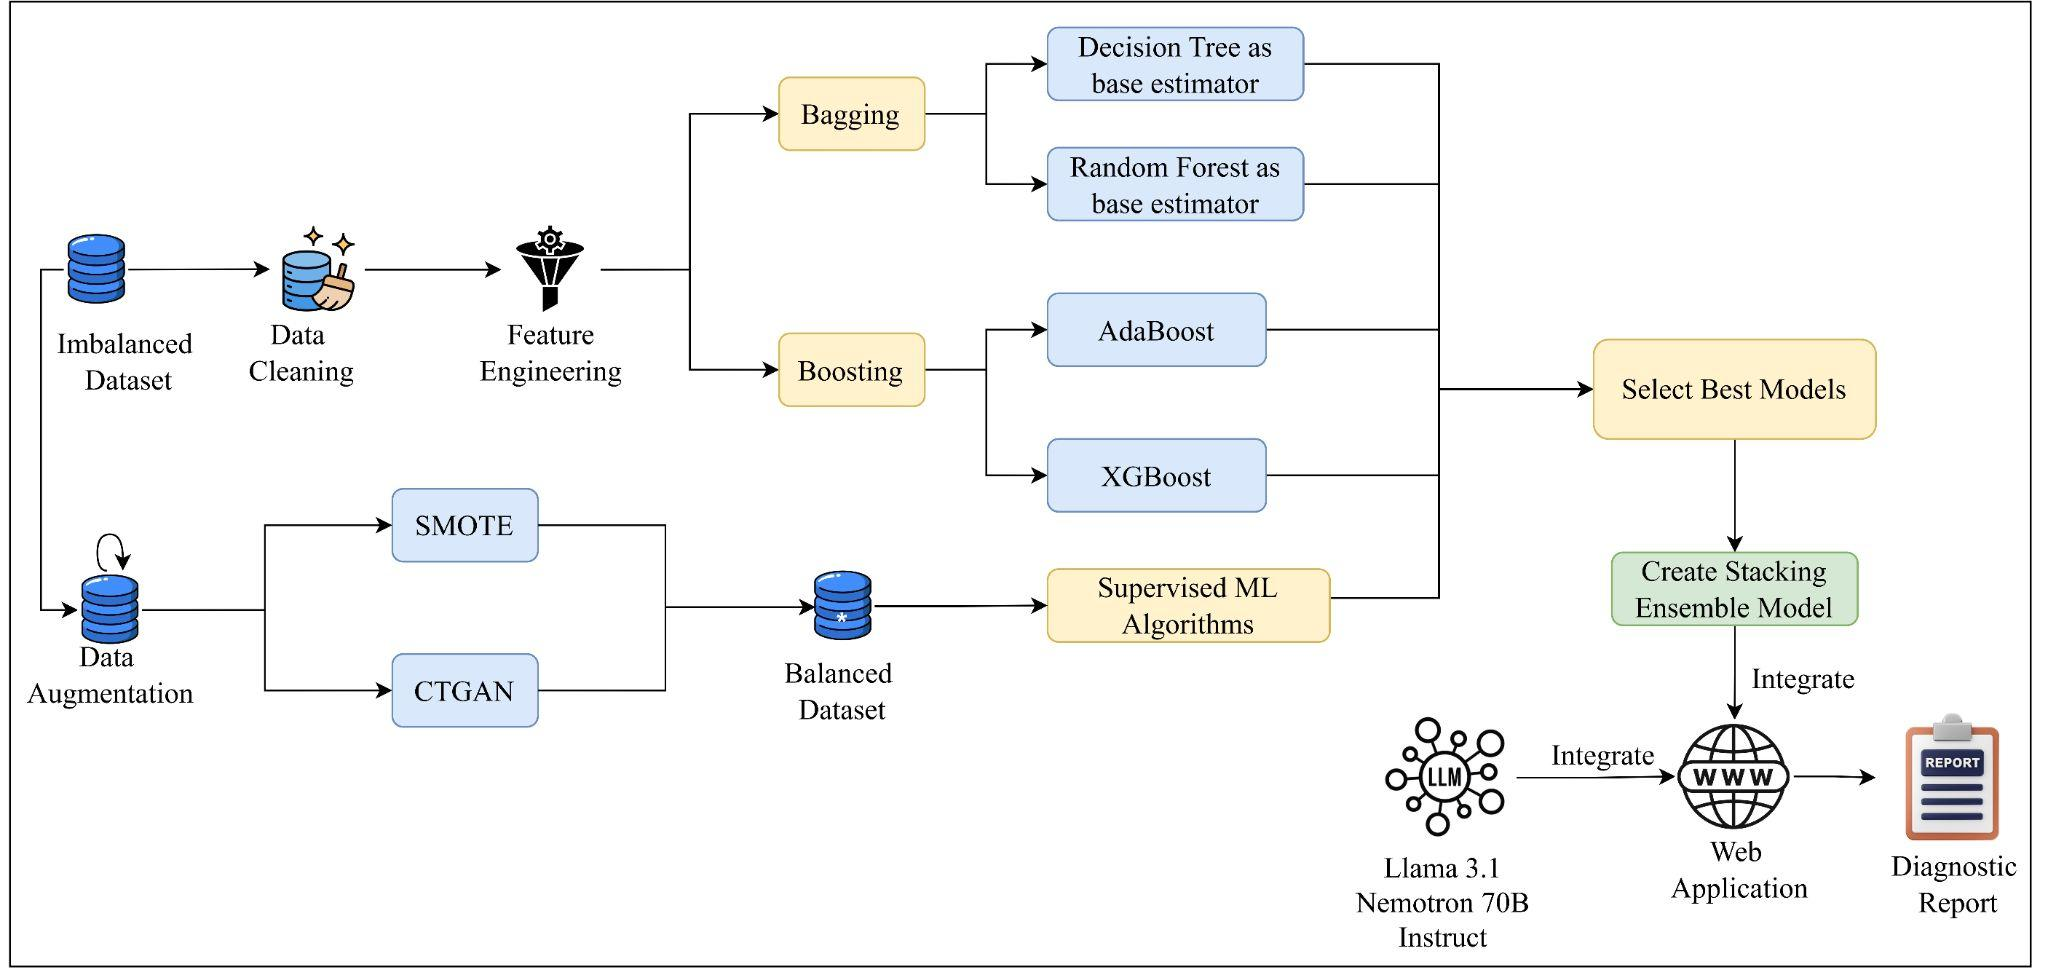 Decision Tree as
base estimator
Bagging
Random Forest as
base estimator
Imbalanced
Dataset
Data
Cleaning
Feature
Engineering
Boosting
AdaBoost
XGBoost
Select Best Models
SMOTE
CTGAN
Data
Augmentation
*
Balanced
Dataset
Supervised ML
Algorithms
Create Stacking
Ensemble Model
Integrate
LLM
Llama 3.1
Nemotron 70B
Instruct
Integrate
WWW
Web
Application
REPORT
Diagnostic
Report